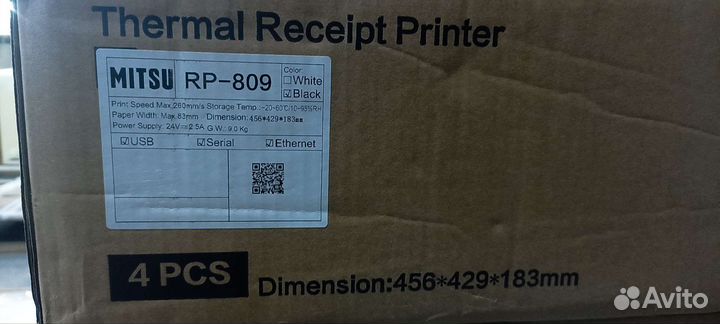 Thermal Receipt Printer
MITSU RP-809
Color
☐White
☑Black
Print Speed Max.260mm/s Storage Temp.:-20-60℃/10-95%RH
Paper Width: Max.83mm Dimension:456*429*183mm
Power Supply: 24V⎓2.5A G.W.: 9.0 Kg
☑USB ☑Serial ☑Ethernet
4 PCS Dimension:456*429*183mm
Avito